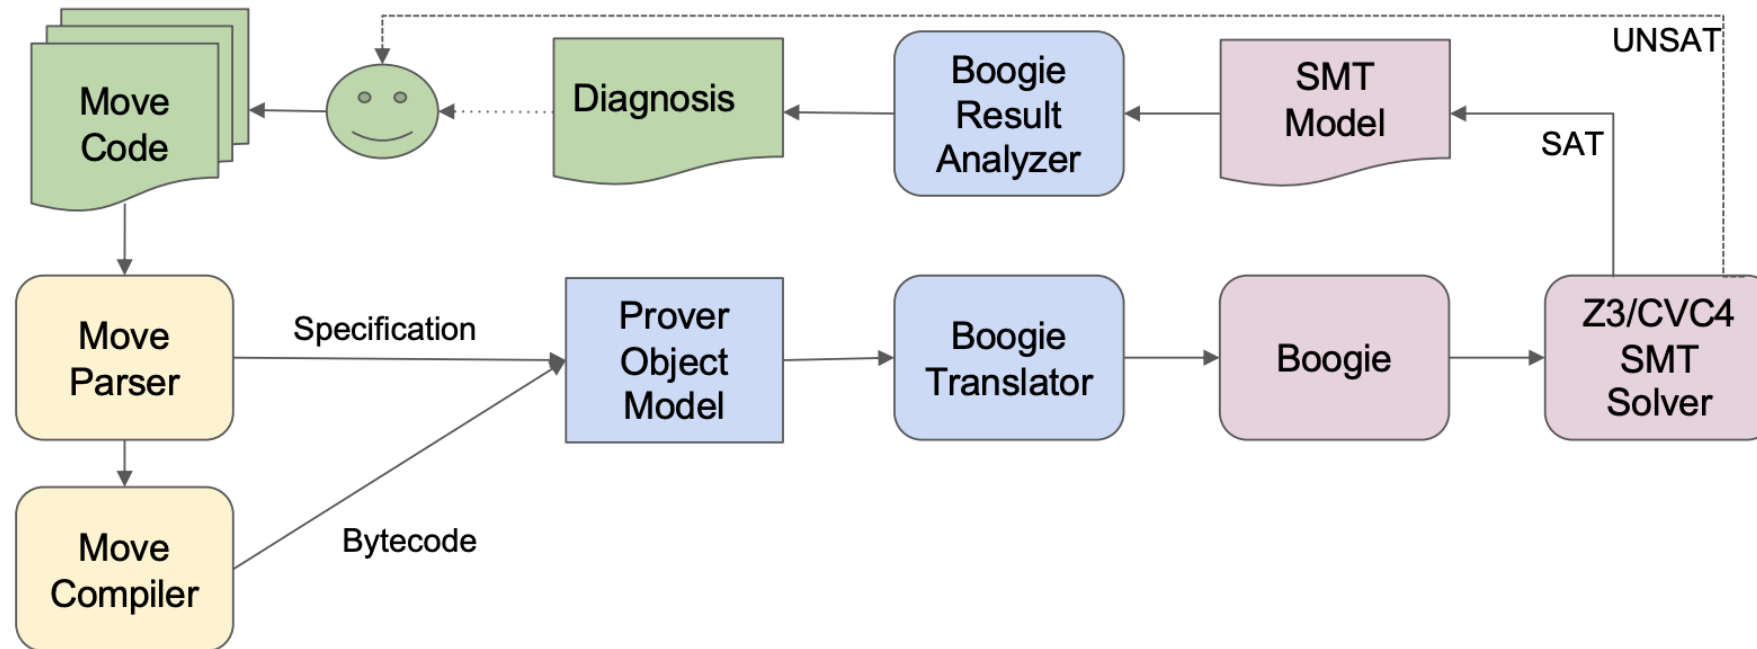 Move
Code
Diagnosis
Boogie
Result
Analyzer
SMT
Model
UNSAT
SAT
Move
Parser
Specification
Prover
Object
Model
Boogie
Translator
Boogie
Z3/CVC4
SMT
Solver
Move
Compiler
Bytecode